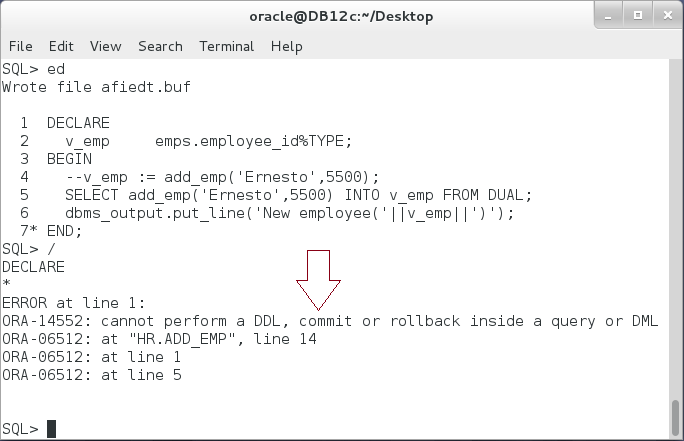 oracle@DB12c:~/Desktop
File Edit View Search Terminal Help
SQL> ed
Wrote file afiedt.buf
  1  DECLARE
  2    v_emp     emps.employee_id%TYPE;
  3  BEGIN
  4    --v_emp := add_emp('Ernesto',5500);
  5    SELECT add_emp('Ernesto',5500) INTO v_emp FROM DUAL;
  6    dbms_output.put_line('New employee('||v_emp||')');
  7* END;
SQL> /
DECLARE
*
ERROR at line 1:
ORA-14552: cannot perform a DDL, commit or rollback inside a query or DML
ORA-06512: at "HR.ADD_EMP", line 14
ORA-06512: at line 1
ORA-06512: at line 5
SQL>